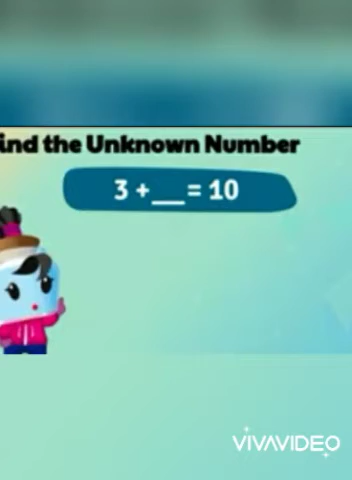 ind the Unknown Number
3 + __ = 10
VIVAVIDEO